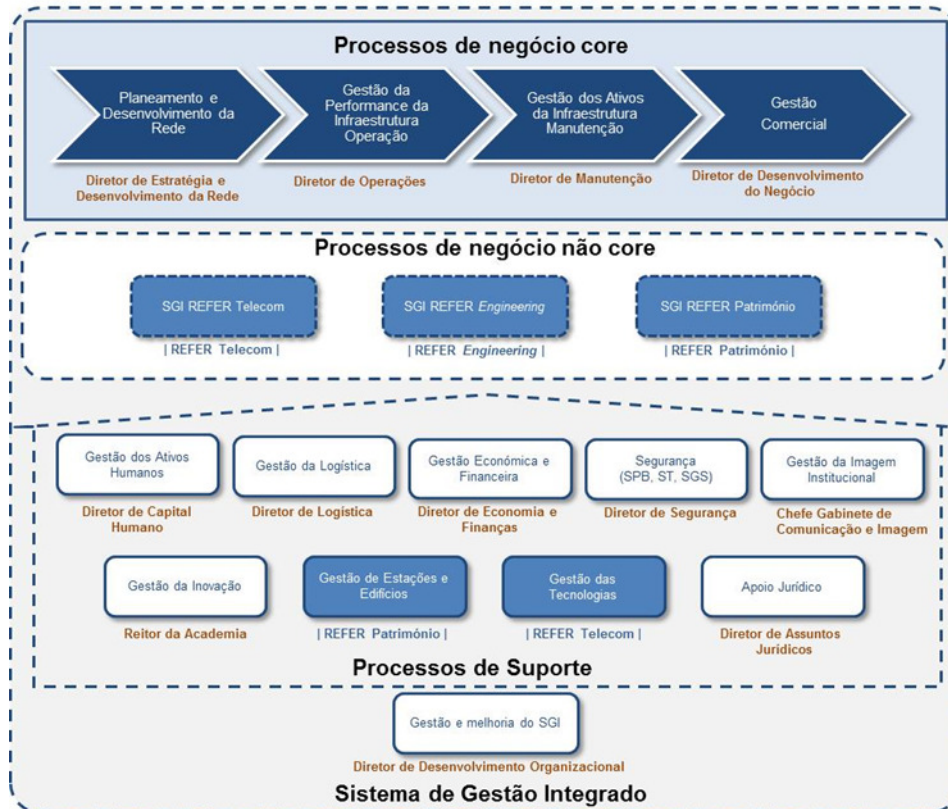 Processos de negócio core
Planeamento e
Desenvolvimento da
Rede
Gestão da
Performance da
Infraestrutura
Operação
Gestão dos Ativos
da Infraestrutura
Manutenção
Gestão
Comercial
Diretor de Estratégia e
Desenvolvimento da Rede
Diretor de Operações
Diretor de Manutenção
Diretor de Desenvolvimento
do Negócio
Processos de negócio não core
SGI REFER Telecom
SGI REFER Engineering
SGI REFER Património
| REFER Telecom |
| REFER Engineering |
| REFER Património |
Gestão dos Ativos
Humanos
Gestão da Logística
Gestão Económica e
Financeira
Segurança
(SPB, ST, SGS)
Gestão da Imagem
Institucional
Diretor de Capital
Humano
Diretor de Logística
Diretor de Economia e
Finanças
Diretor de Segurança
Chefe Gabinete de
Comunicação e Imagem
Gestão da Inovação
Gestão de Estações e
Edifícios
Gestão das
Tecnologias
Apoio Jurídico
Reitor da Academia
| REFER Património |
| REFER Telecom |
Diretor de Assuntos
Jurídicos
Processos de Suporte
Gestão e melhoria do SGI
Diretor de Desenvolvimento Organizacional
Sistema de Gestão Integrado